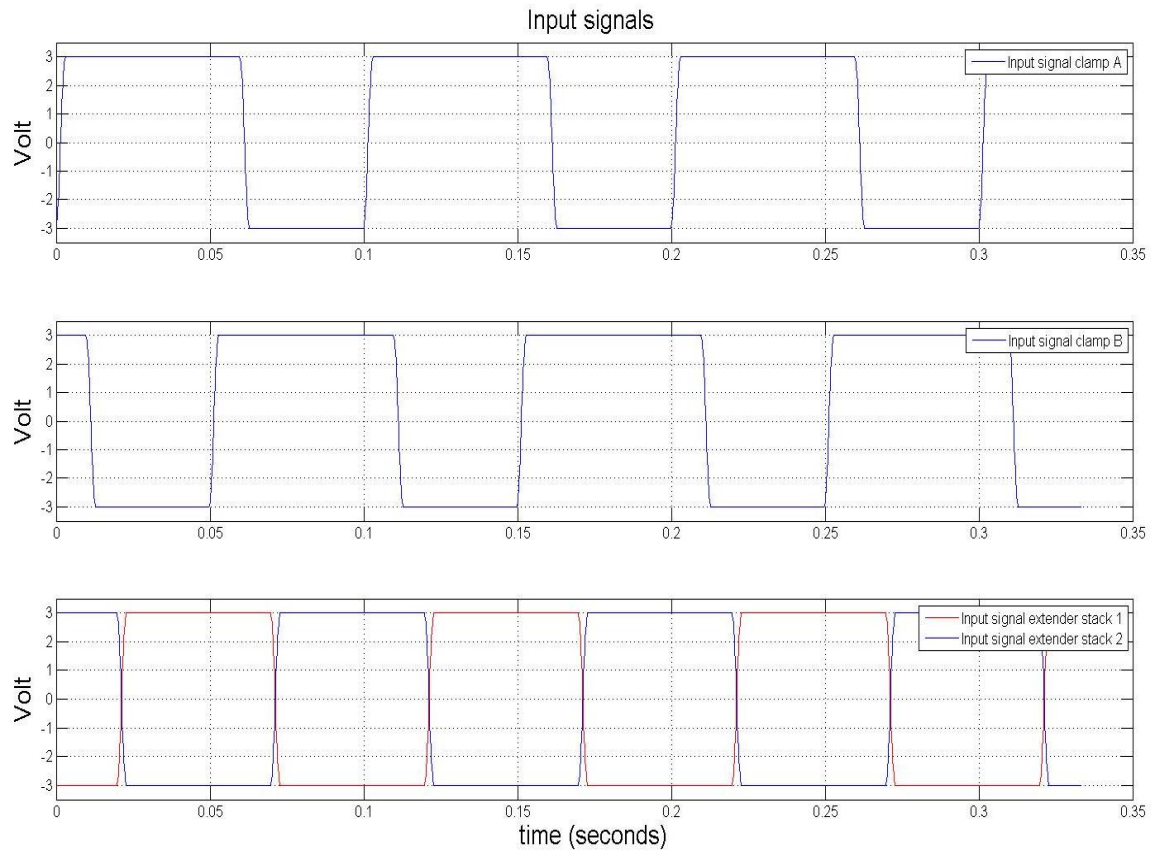 Input signals
Volt
3
2
1
0
-1
-2
-3
Input signal clamp A
0 0.05 0.1 0.15 0.2 0.25 0.3 0.35
Volt
3
2
1
0
-1
-2
-3
Input signal clamp B
0 0.05 0.1 0.15 0.2 0.25 0.3 0.35
Volt
3
2
1
0
-1
-2
-3
Input signal extender stack 1
Input signal extender stack 2
0 0.05 0.1 0.15 0.2 0.25 0.3 0.35
time (seconds)